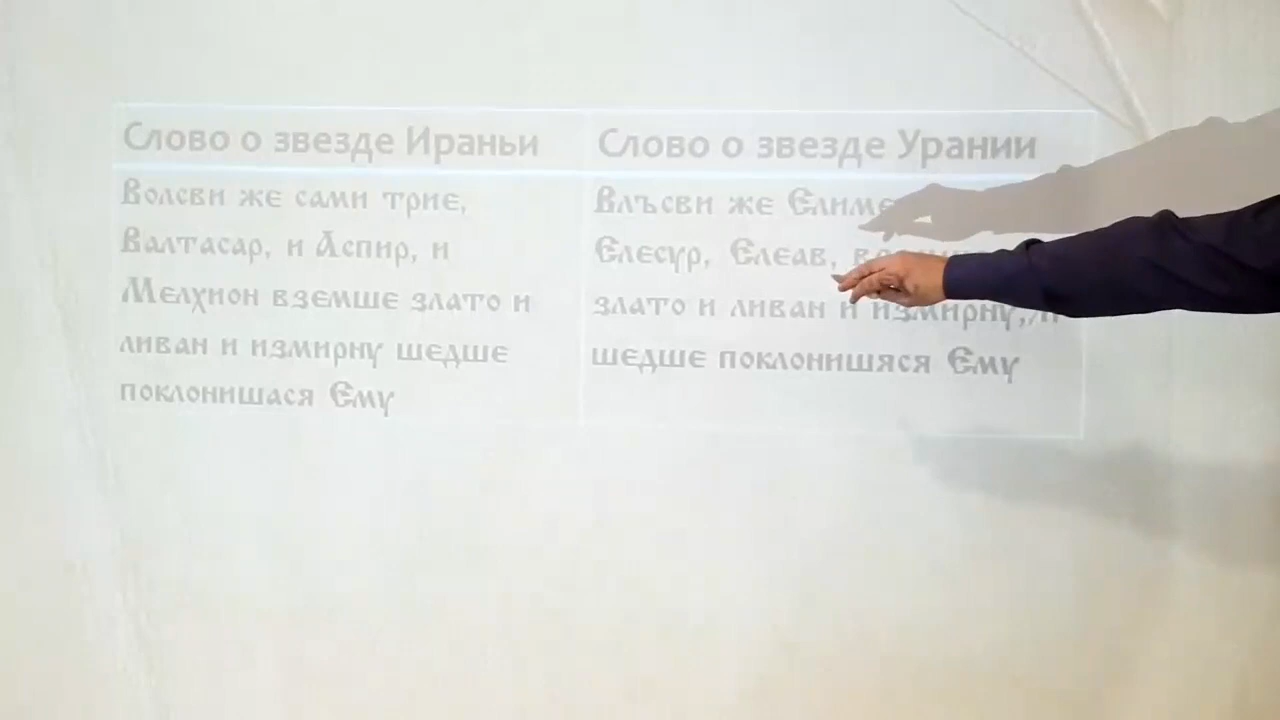 Слово о звезде Ираньи
Волсви же сами трие,
Валтасар, и Аспир, и
Мелхион вземше злато и
ливан и измирну шедше
поклонишася Ему
Слово о звезде Урании
Влъсви же
Елесур, Елеав,
злато и ливан и измирну,
шедше поклонишяся Ему